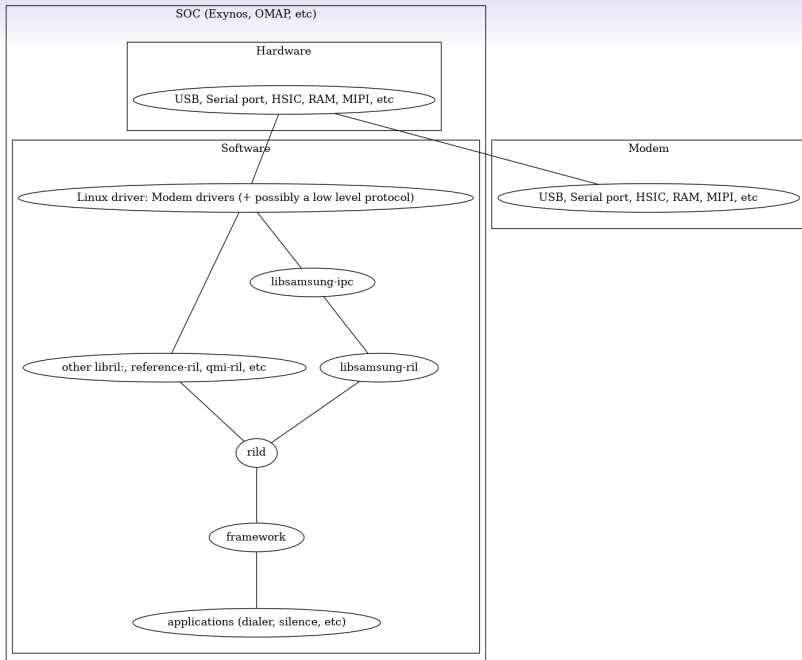 SOC (Exynos, OMAP, etc)
Hardware
USB, Serial port, HSIC, RAM, MIPI, etc
Software
Modem
Linux driver: Modem drivers (+ possibly a low level protocol)
USB, Serial port, HSIC, RAM, MIPI, etc
libsamsung-ipc
other libril:, reference-ril, qmi-ril, etc
libsamsung-ril
rild
framework
applications (dialer, silence, etc)